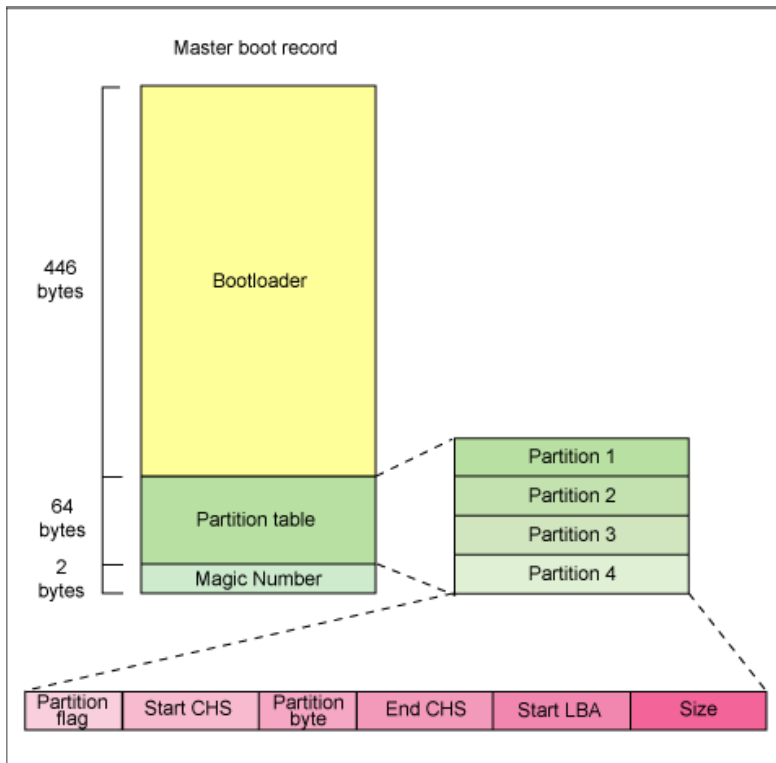 Master boot record
446
bytes
Bootloader
Partition 1
Partition 2
Partition 3
Partition 4
64
bytes
Partition table
2
bytes
Magic Number
Partition
flag
Start CHS
Partition
byte
End CHS
Start LBA
Size